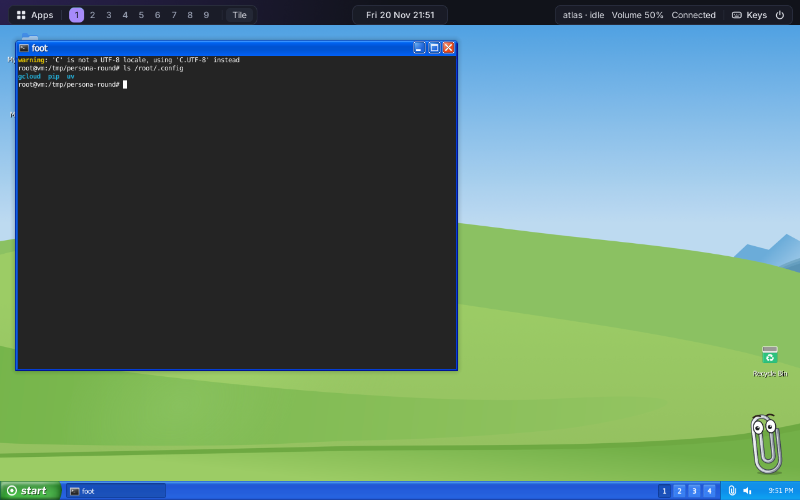 Apps 1 2 3 4 5 6 7 8 9 Tile
Fri 20 Nov 21:51
atlas · idle Volume 50% Connected Keys
foot
warning: 'C' is not a UTF-8 locale, using 'C.UTF-8' instead
root@vm:/tmp/persona-round# ls /root/.config
gcloud pip uv
root@vm:/tmp/persona-round#
Recycle Bin
start foot 1 2 3 4 9:51 PM